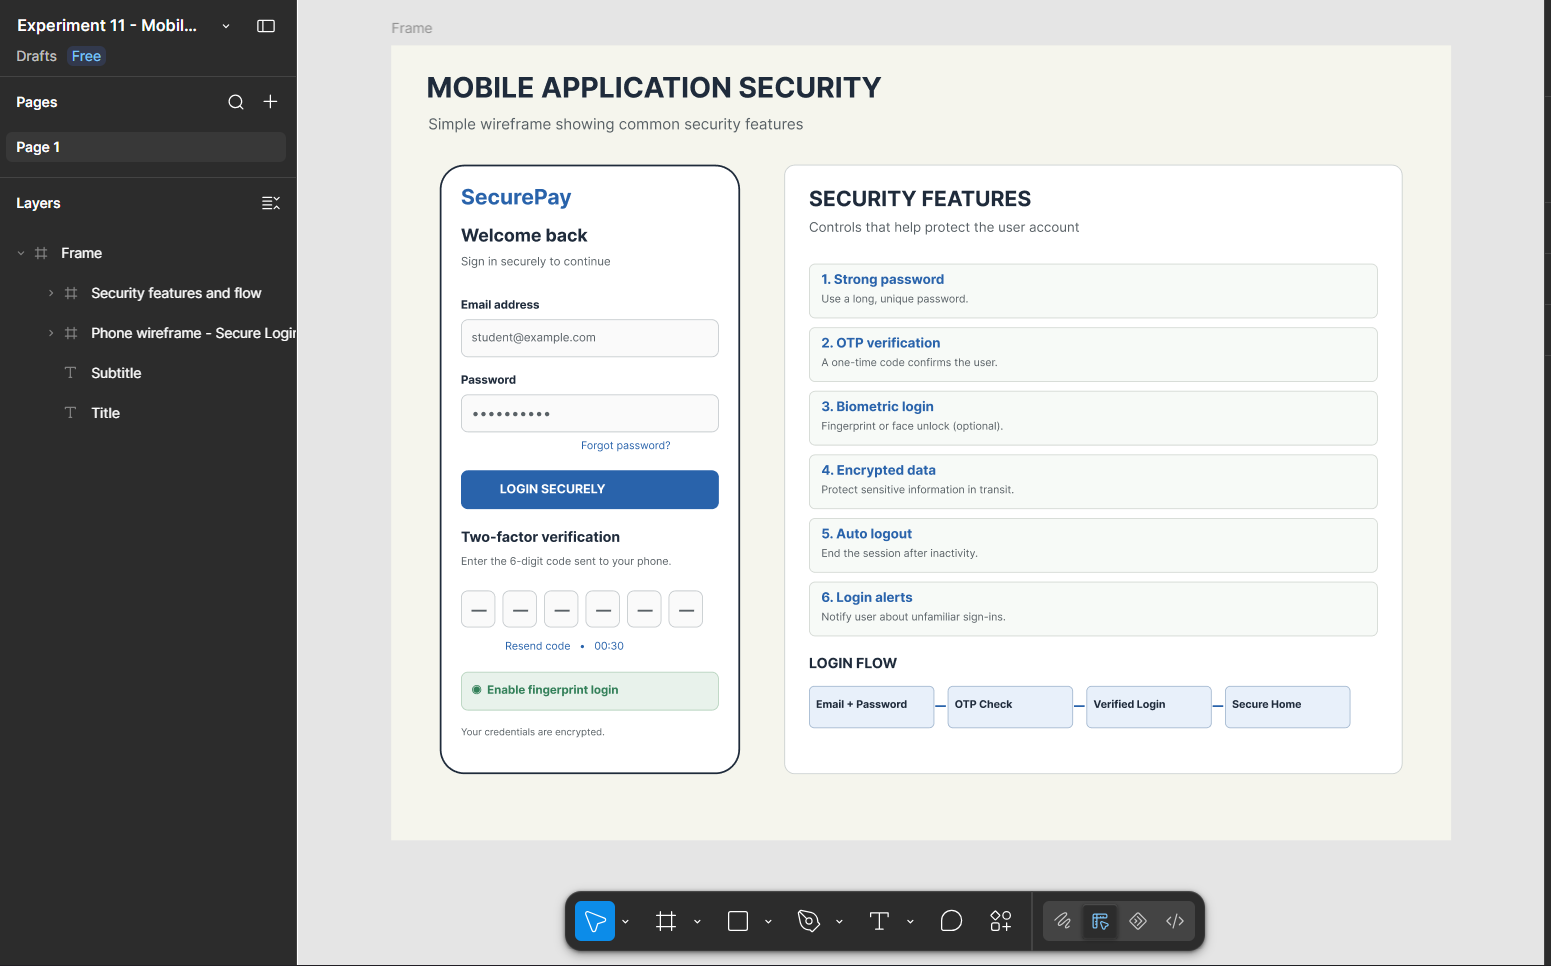 Experiment 11 - Mobil...
Drafts Free
Pages
Page 1
Layers
Frame
Security features and flow
Phone wireframe - Secure Login
Subtitle
Title
Frame
MOBILE APPLICATION SECURITY
Simple wireframe showing common security features
SecurePay
Welcome back
Sign in securely to continue
Email address
student@example.com
Password
••••••••••
Forgot password?
LOGIN SECURELY
Two-factor verification
Enter the 6-digit code sent to your phone.
— — — — — —
Resend code • 00:30
◉ Enable fingerprint login
Your credentials are encrypted.
SECURITY FEATURES
Controls that help protect the user account
1. Strong password
Use a long, unique password.
2. OTP verification
A one-time code confirms the user.
3. Biometric login
Fingerprint or face unlock (optional).
4. Encrypted data
Protect sensitive information in transit.
5. Auto logout
End the session after inactivity.
6. Login alerts
Notify user about unfamiliar sign-ins.
LOGIN FLOW
Email + Password — OTP Check — Verified Login — Secure Home